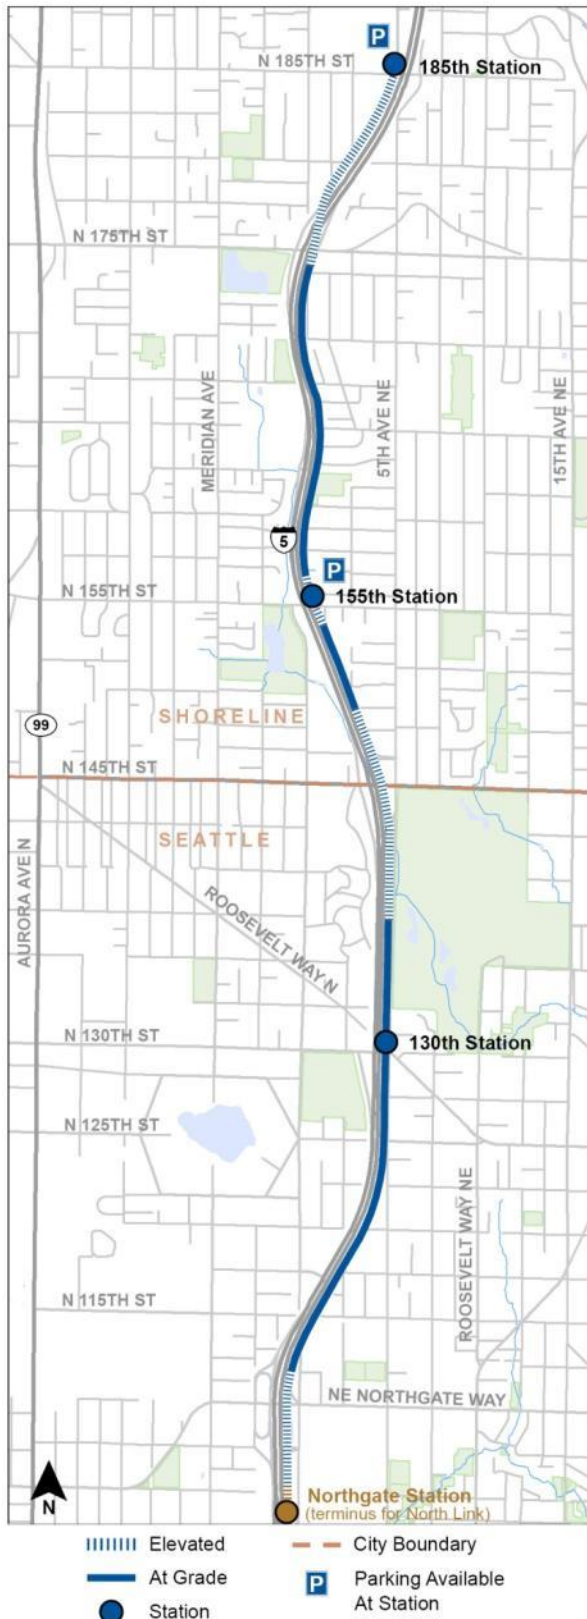 P
N 185TH ST
185th Station
N 175TH ST
MERIDIAN AVE
5TH AVE NE
15TH AVE NE
5
P
N 155TH ST
155th Station
SHORELINE
99
N 145TH ST
SEATTLE
AURORA AVE N
ROOSEVELT WAY N
N 130TH ST
130th Station
N 125TH ST
ROOSEVELT WAY NE
N 115TH ST
NE NORTHGATE WAY
N
Northgate Station
(terminus for North Link)
Elevated
City Boundary
At Grade
P
Parking Available
At Station
Station